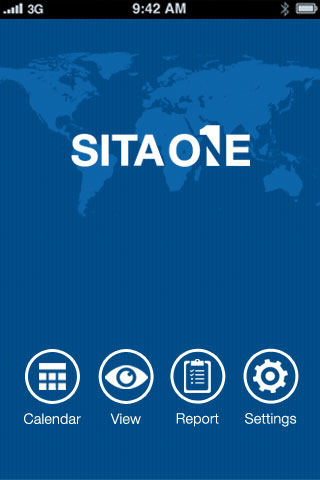 3G 9:42 AM
SITA ONE
Calendar View Report Settings